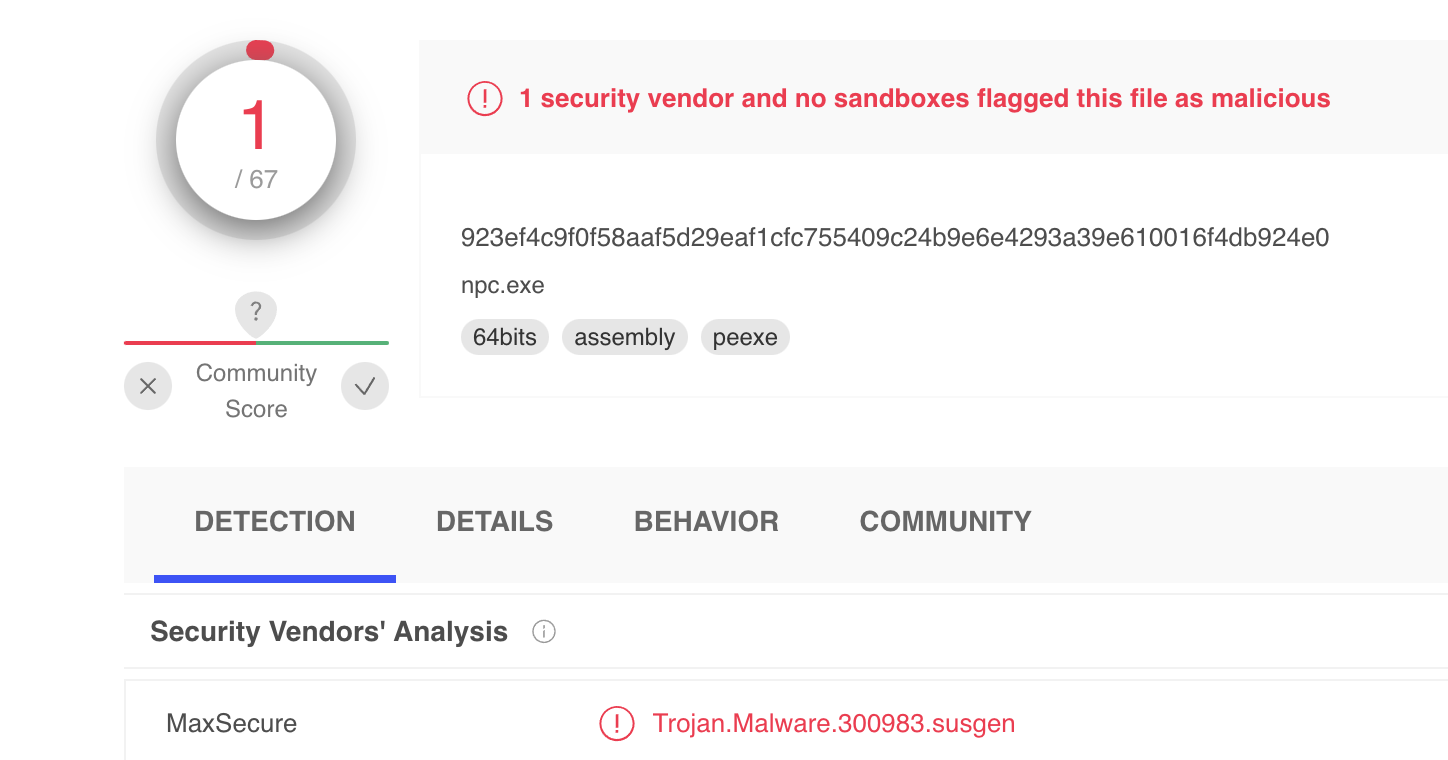 1
/ 67
?
Community
Score
1 security vendor and no sandboxes flagged this file as malicious
923ef4c9f0f58aaf5d29eaf1cfc755409c24b9e6e4293a39e610016f4db924e0
npc.exe
64bits assembly peexe
DETECTION DETAILS BEHAVIOR COMMUNITY
Security Vendors' Analysis
MaxSecure Trojan.Malware.300983.susgen